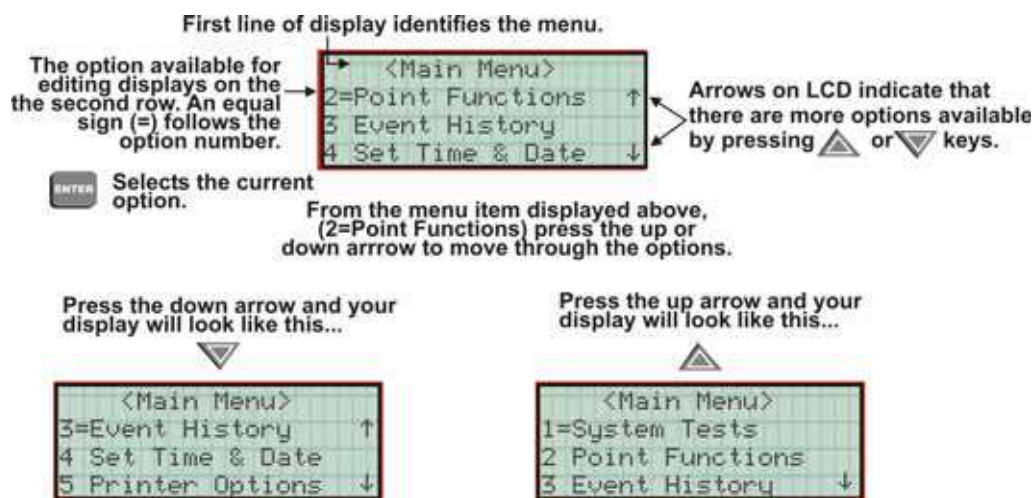 First line of display identifies the menu.
The option available for
editing displays on the
the second row. An equal
sign (=) follows the
option number.
<Main Menu>
2=Point Functions ↑
3 Event History
4 Set Time & Date ↓
Arrows on LCD indicate that
there are more options available
by pressing or keys.
ENTER
Selects the current
option.
From the menu item displayed above,
(2=Point Functions) press the up or
down arrrow to move through the options.
Press the down arrow and your
display will look like this...
<Main Menu>
3=Event History ↑
4 Set Time & Date
5 Printer Options ↓
Press the up arrow and your
display will look like this...
<Main Menu>
1=System Tests
2 Point Functions
3 Event History ↓